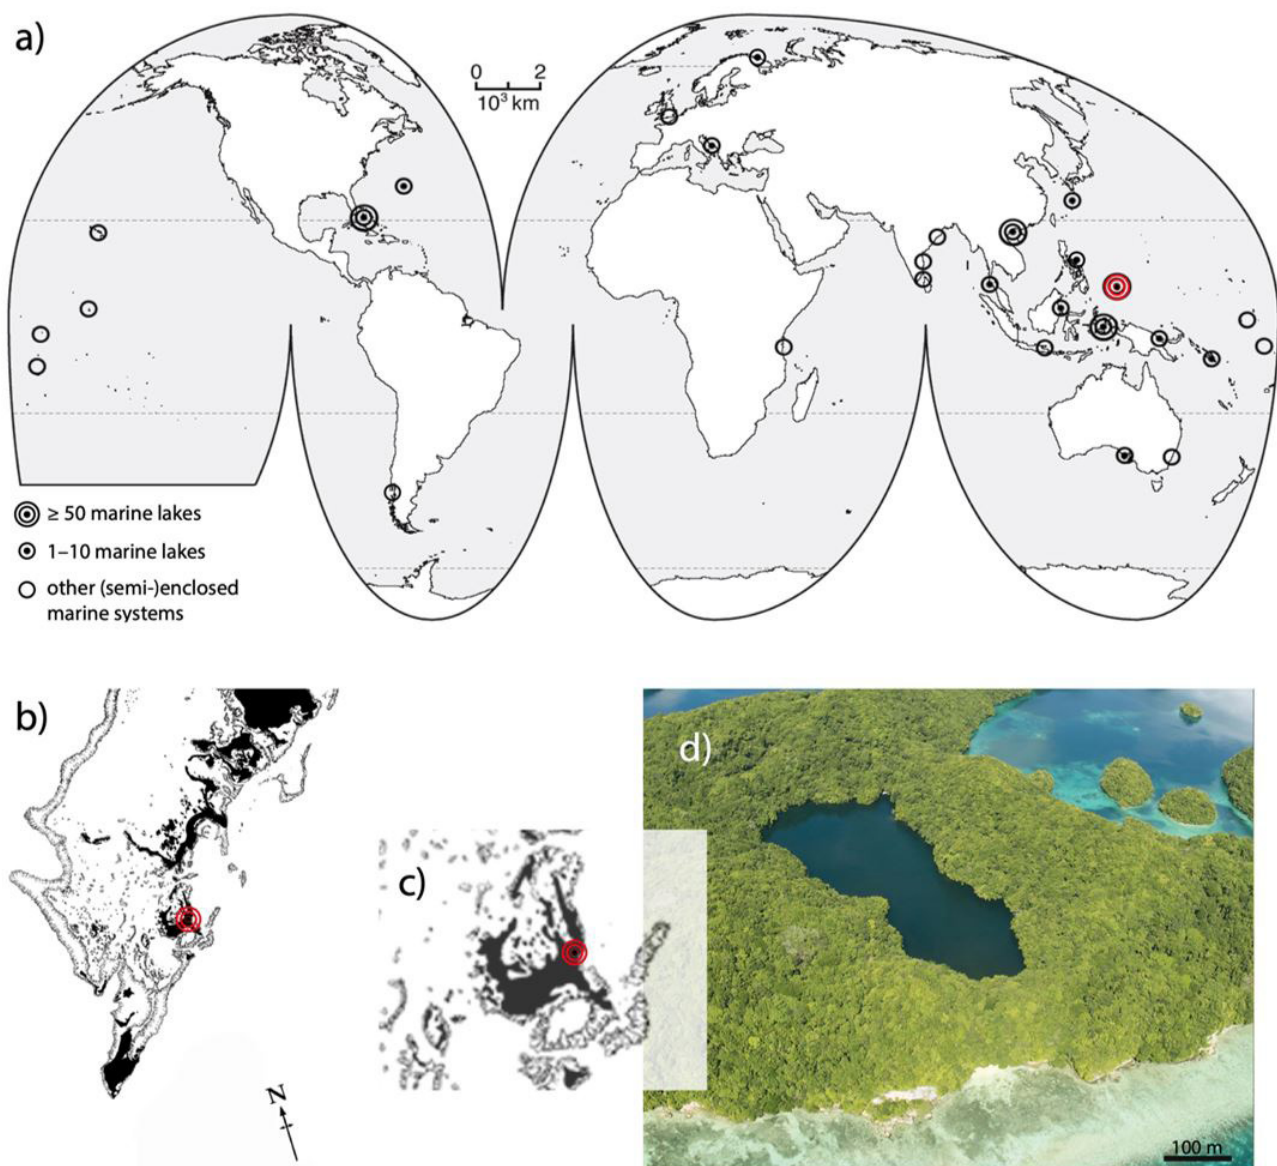 a)
0 2
10³ km
≥ 50 marine lakes
1–10 marine lakes
other (semi-)enclosed
marine systems
b)
c)
d)
N
100 m